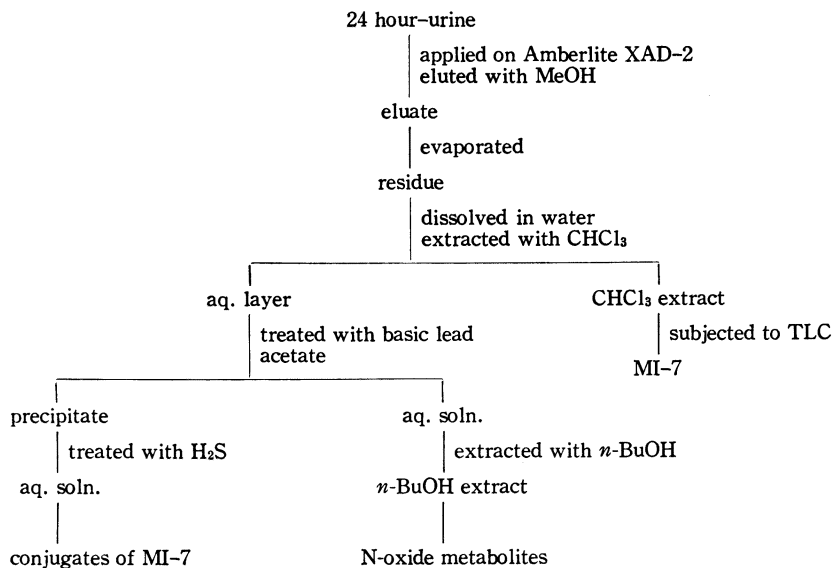 24 hour-urine
applied on Amberlite XAD-2
eluted with MeOH
eluate
evaporated
residue
dissolved in water
extracted with CHCl₃
aq. layer
CHCl₃ extract
treated with basic lead
acetate
subjected to TLC
MI-7
precipitate
aq. soln.
treated with H₂S
extracted with n-BuOH
aq. soln.
n-BuOH extract
conjugates of MI-7
N-oxide metabolites